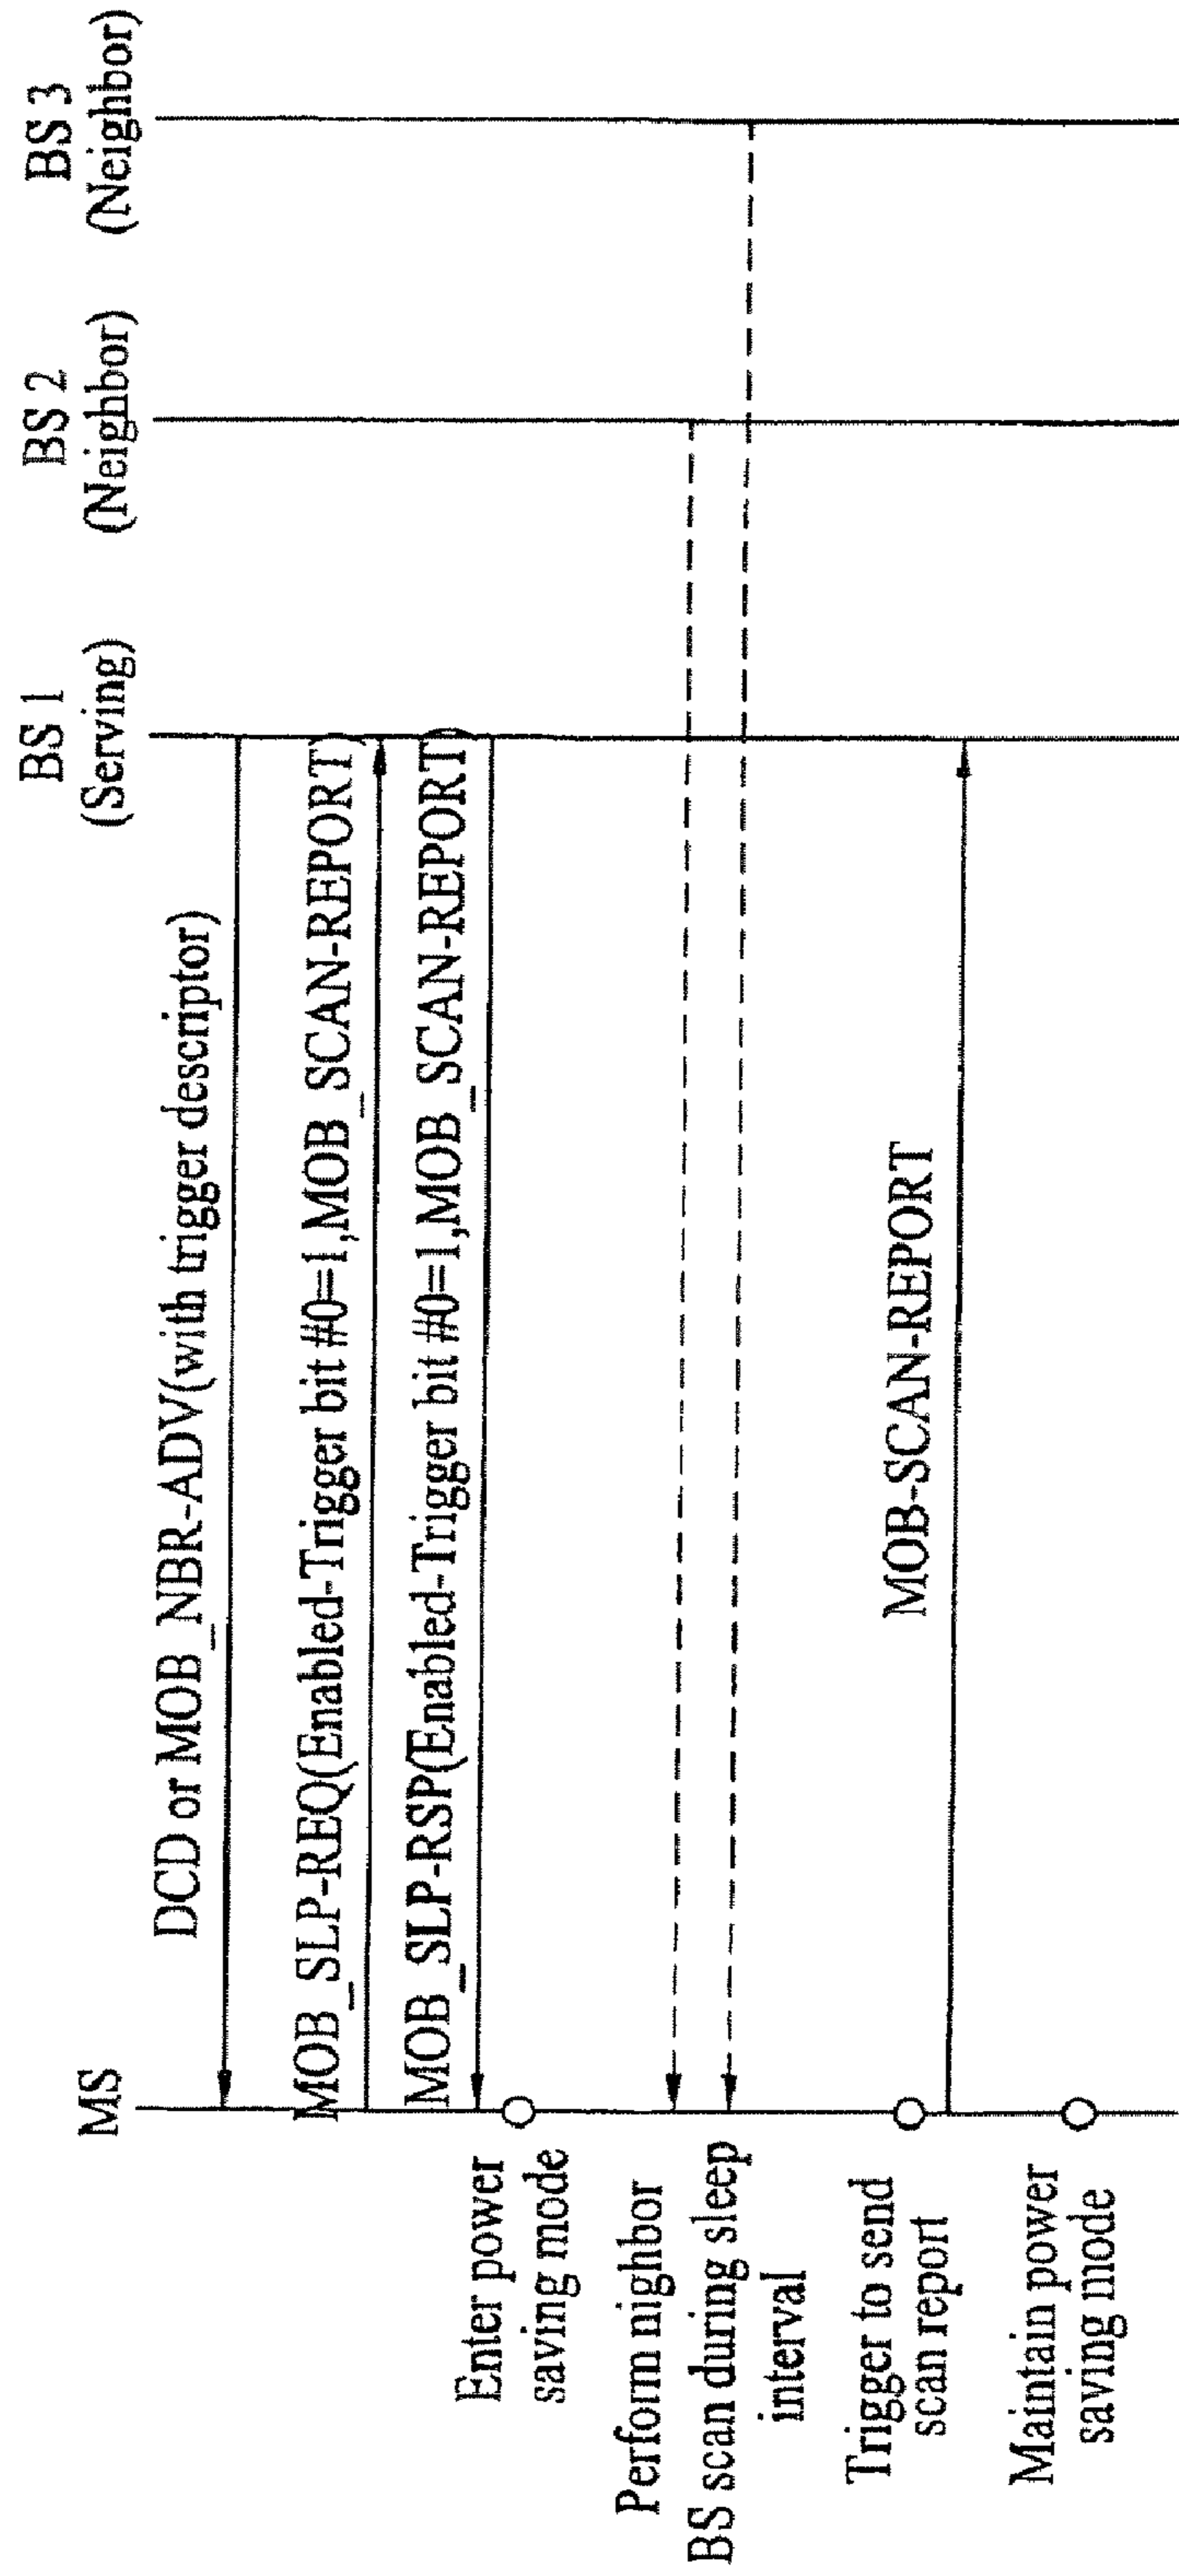 MS
BS 1
(Serving)
BS 2
(Neighbor)
BS 3
(Neighbor)
DCD or MOB_NBR-ADV(with trigger descriptor)
MOB_SLP-REQ(Enabled-Trigger bit #0=1,MOB_SCAN-REPORT)
MOB_SLP-RSP(Enabled-Trigger bit #0=1,MOB_SCAN-REPORT)
Enter power
saving mode
Perform nighbor
BS scan during sleep
interval
Trigger to send
scan report
MOB-SCAN-REPORT
Maintain power
saving mode